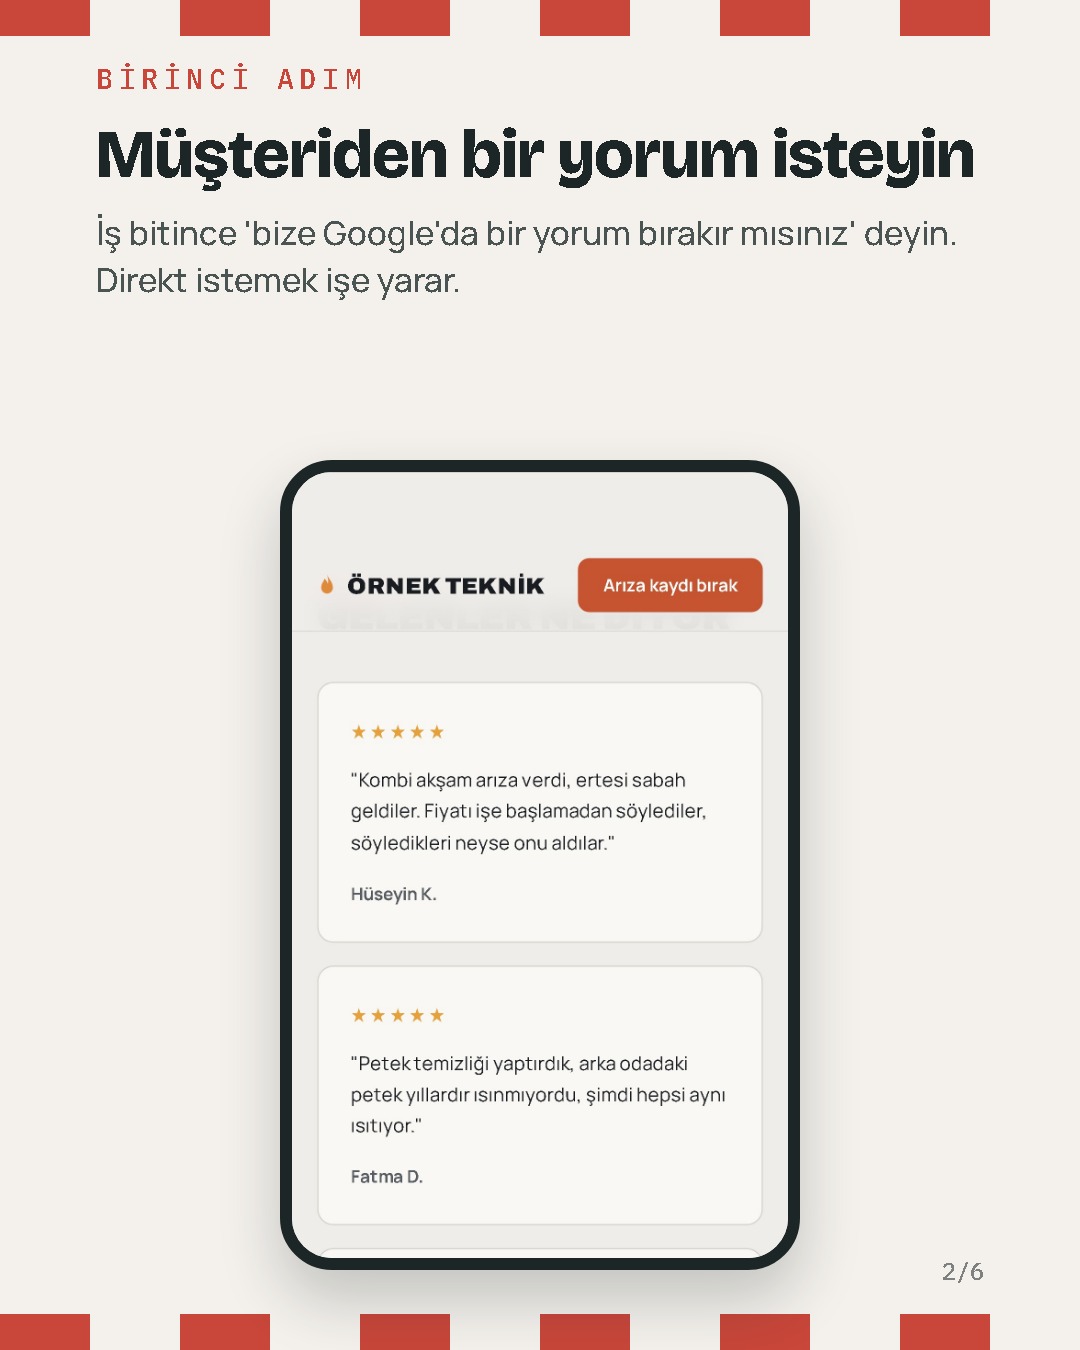 BİRİNCİ ADIM
Müşteriden bir yorum isteyin
İş bitince 'bize Google'da bir yorum bırakır mısınız' deyin.
Direkt istemek işe yarar.
ÖRNEK TEKNİK
Arıza kaydı bırak
★★★★★
"Kombi akşam arıza verdi, ertesi sabah
geldiler. Fiyatı işe başlamadan söylediler,
söyledikleri neyse onu aldılar."
Hüseyin K.
★★★★★
"Petek temizliği yaptırdık, arka odadaki
petek yıllardır ısınmıyordu, şimdi hepsi aynı
ısıtıyor."
Fatma D.
2/6